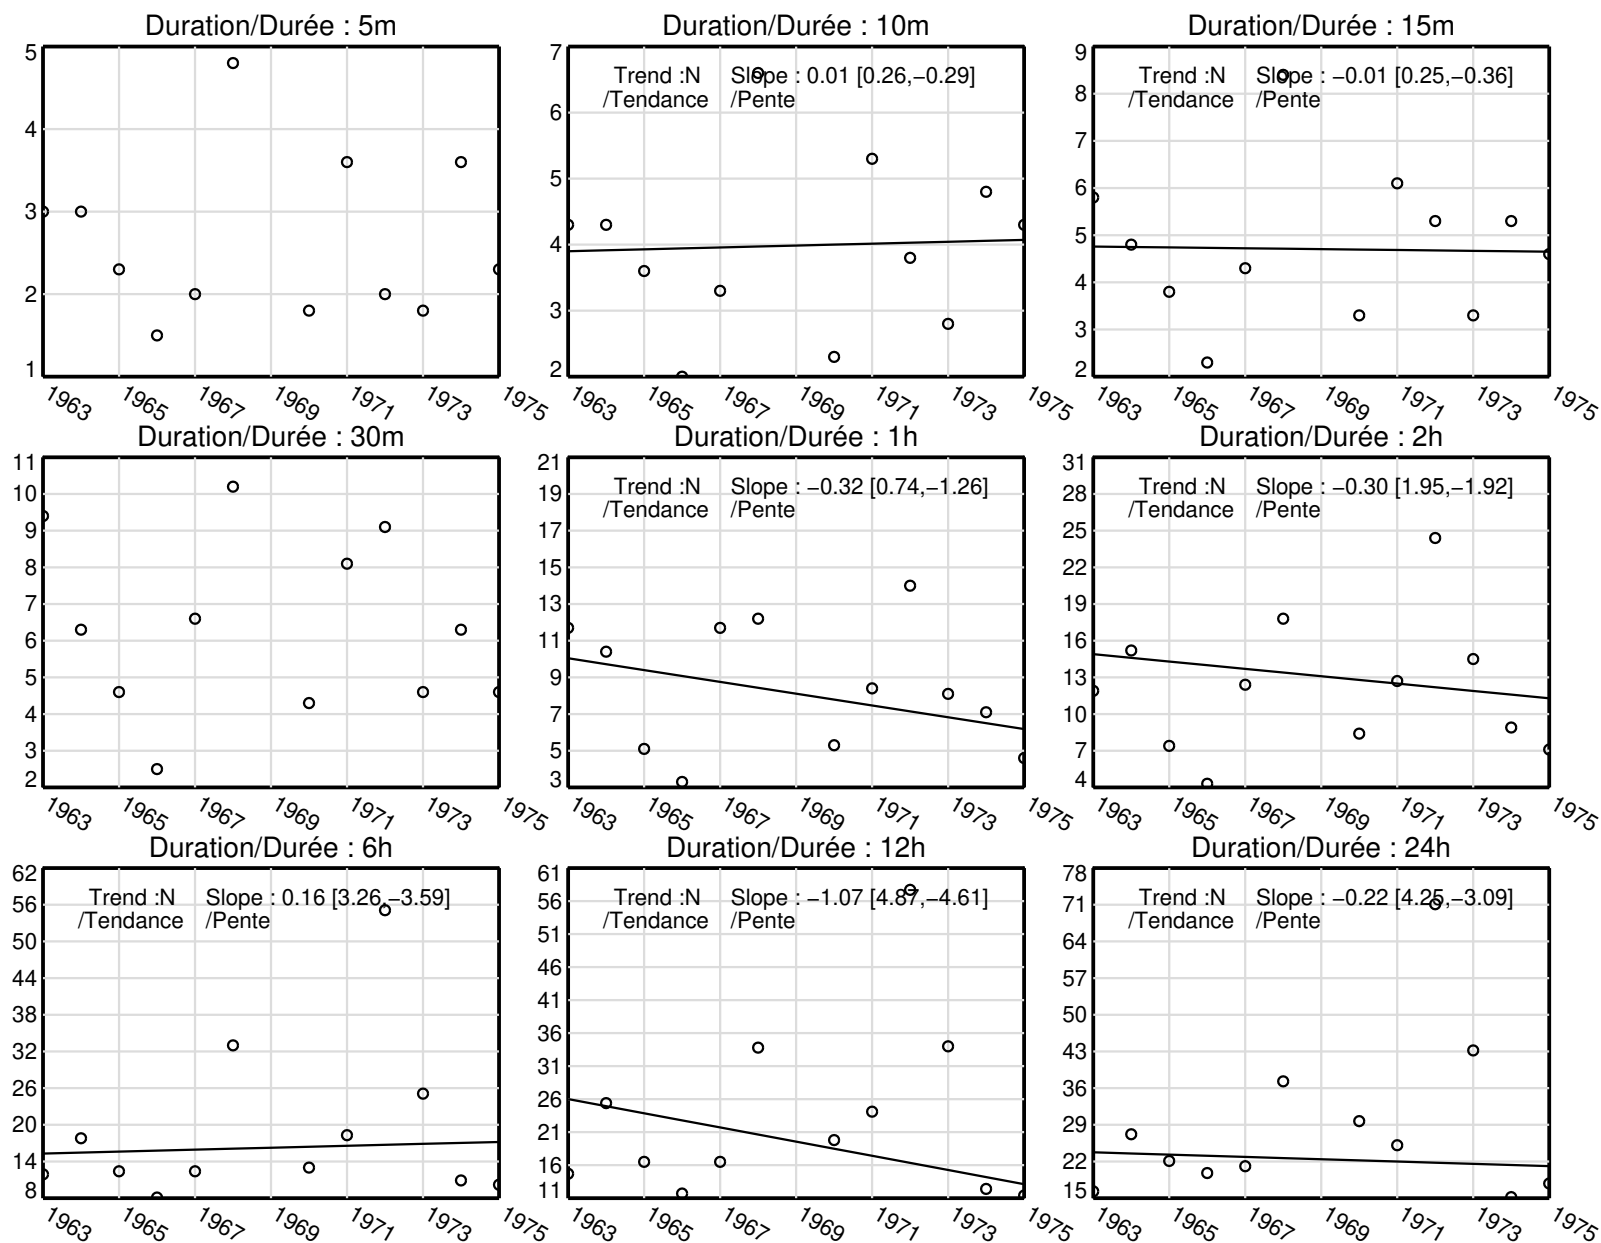 Duration/Durée : 5m
5
4
3
2
1
1963 1965 1967 1969 1971 1973 1975
Duration/Durée : 10m
Trend :N Slope : 0.01 [0.26,−0.29]
/Tendance /Pente
7
6
5
4
3
2
1963 1965 1967 1969 1971 1973 1975
Duration/Durée : 15m
Trend :N Slope : −0.01 [0.25,−0.36]
/Tendance /Pente
9
8
7
6
5
4
3
2
1963 1965 1967 1969 1971 1973 1975
Duration/Durée : 30m
11
10
9
8
7
6
5
4
3
2
1963 1965 1967 1969 1971 1973 1975
Duration/Durée : 1h
Trend :N Slope : −0.32 [0.74,−1.26]
/Tendance /Pente
21
19
17
15
13
11
9
7
5
3
1963 1965 1967 1969 1971 1973 1975
Duration/Durée : 2h
Trend :N Slope : −0.30 [1.95,−1.92]
/Tendance /Pente
31
28
25
22
19
16
13
10
7
4
1963 1965 1967 1969 1971 1973 1975
Duration/Durée : 6h
Trend :N Slope : 0.16 [3.26,−3.59]
/Tendance /Pente
62
56
50
44
38
32
26
20
14
8
1963 1965 1967 1969 1971 1973 1975
Duration/Durée : 12h
Trend :N Slope : −1.07 [4.87,−4.61]
/Tendance /Pente
61
56
51
46
41
36
31
26
21
16
11
1963 1965 1967 1969 1971 1973 1975
Duration/Durée : 24h
Trend :N Slope : −0.22 [4.25,−3.09]
/Tendance /Pente
78
71
64
57
50
43
36
29
22
15
1963 1965 1967 1969 1971 1973 1975